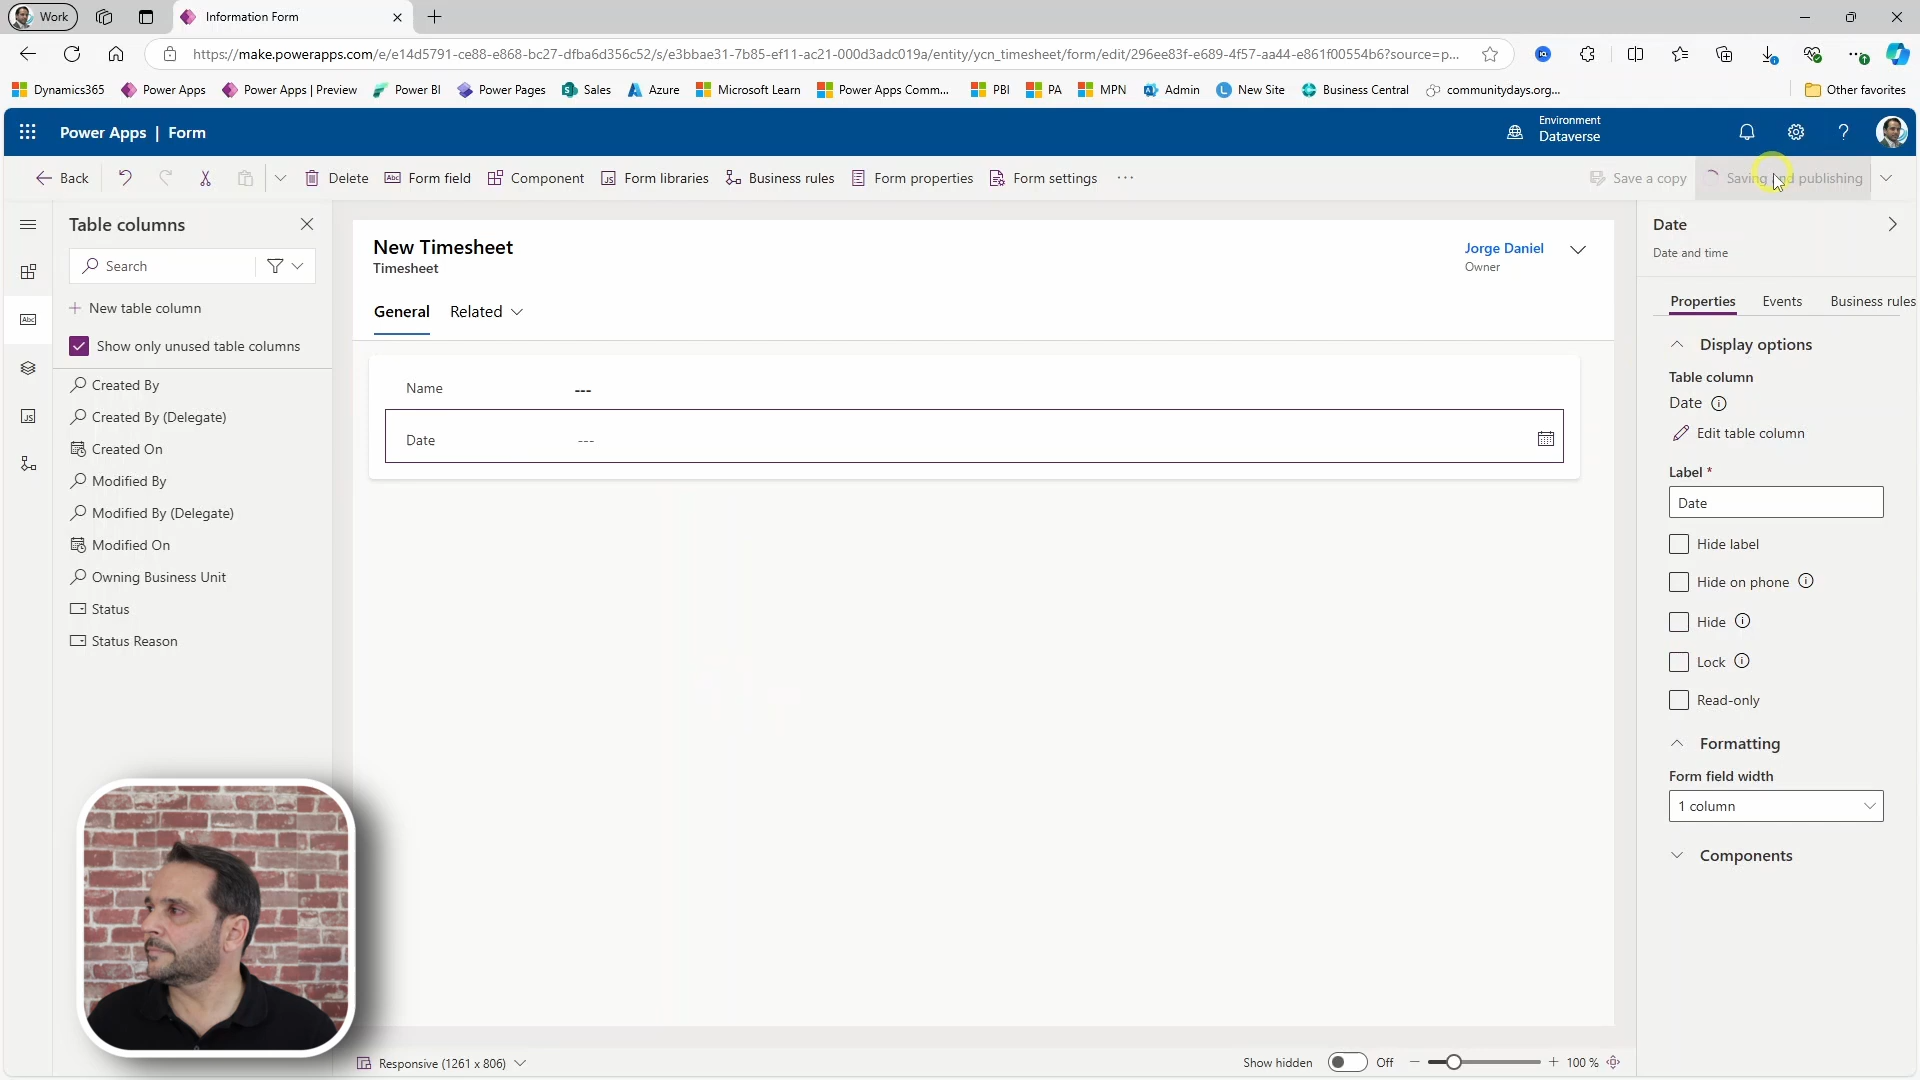 Work
Information Form
https://make.powerapps.com/e/e14d5791-ce88-e868-bc27-dfba6d356c52/s/e3bbae31-7b85-ef11-ac21-000d3adc019a/entity/ycn_timesheet/form/edit/296ee83f-e689-4f57-aa44-e861f00554b6?source=p...
Dynamics365
Power Apps
Power Apps | Preview
Power BI
Power Pages
Sales
Azure
Microsoft Learn
Power Apps Comm...
PBI
PA
MPN
Admin
New Site
Business Central
communitydays.org...
Other favorites
Power Apps | Form
Environment
Dataverse
Back
Delete
Abc
Form field
Component
JS
Form libraries
Business rules
Form properties
Form settings
...
Save a copy
Saving and publishing
Table columns
Search
New table column
Show only unused table columns
Created By
Created By (Delegate)
Created On
Modified By
Modified By (Delegate)
Modified On
Owning Business Unit
Status
Status Reason
Abc
JS
New Timesheet
Timesheet
Jorge Daniel
Owner
General
Related
Name
---
Date
---
Date
Date and time
Properties
Events
Business rules
Display options
Table column
Date
Edit table column
Label *
Date
Hide label
Hide on phone
Hide
Lock
Read-only
Formatting
Form field width
1 column
Components
Responsive (1261 x 806)
Show hidden
Off
100 %